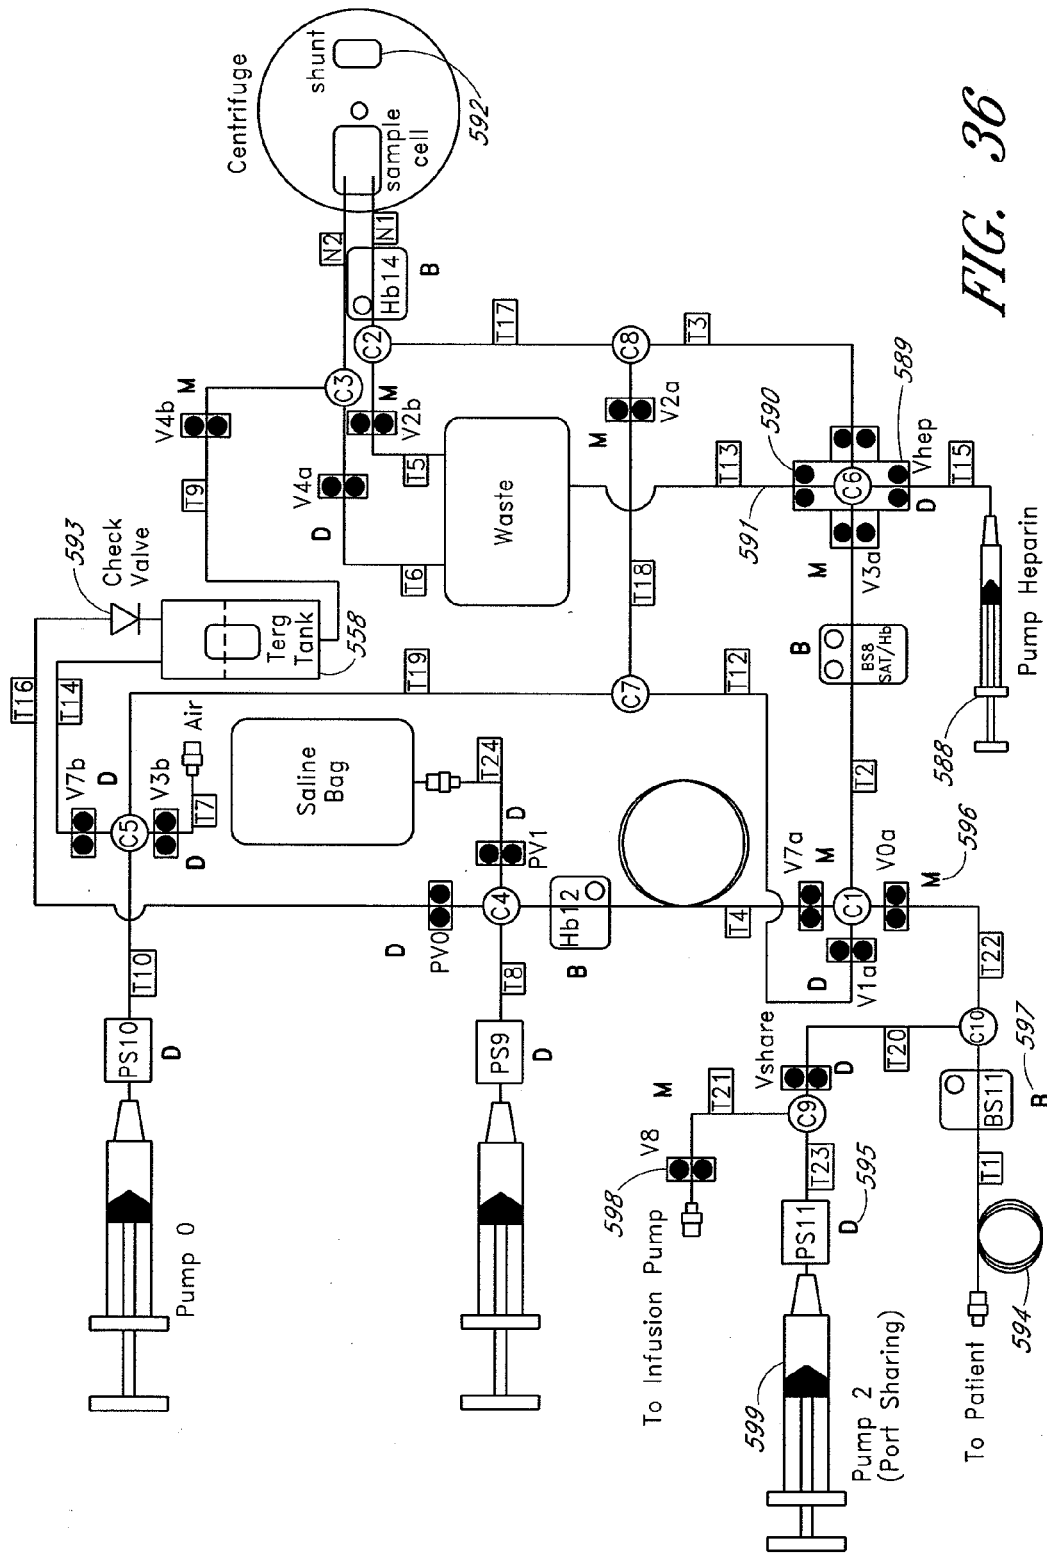 Centrifuge
shunt
592
sample
cell
N2
N1
Hb14
B
C2
C3
T17
C8
T3
M
V4b
T9
V4a
D
M
V2b
T5
T6
Waste
M
V2a
T13
591
590
589
C6
Vhep
D
T15
V3a
M
Pump Heparin
588
593
Check
Valve
Terg
Tank
558
T16
T14
T19
T18
C7
T12
B
BS8
SAT/Hb
V7b
D
C5
V3b
D
T7
Air
Saline
Bag
T24
D
PV1
C4
PV0
D
Hb12
B
T4
V7a
M
T2
C1
V0a
M
596
V1a
D
T22
T10
PS10
D
Pump 0
T8
PS9
D
Vshare
D
T20
C10
BS11
B
597
T1
M
T21
C9
V8
598
T23
PS11
D
595
To Infusion Pump
599
Pump 2
(Port Sharing)
To Patient
594
FIG. 36